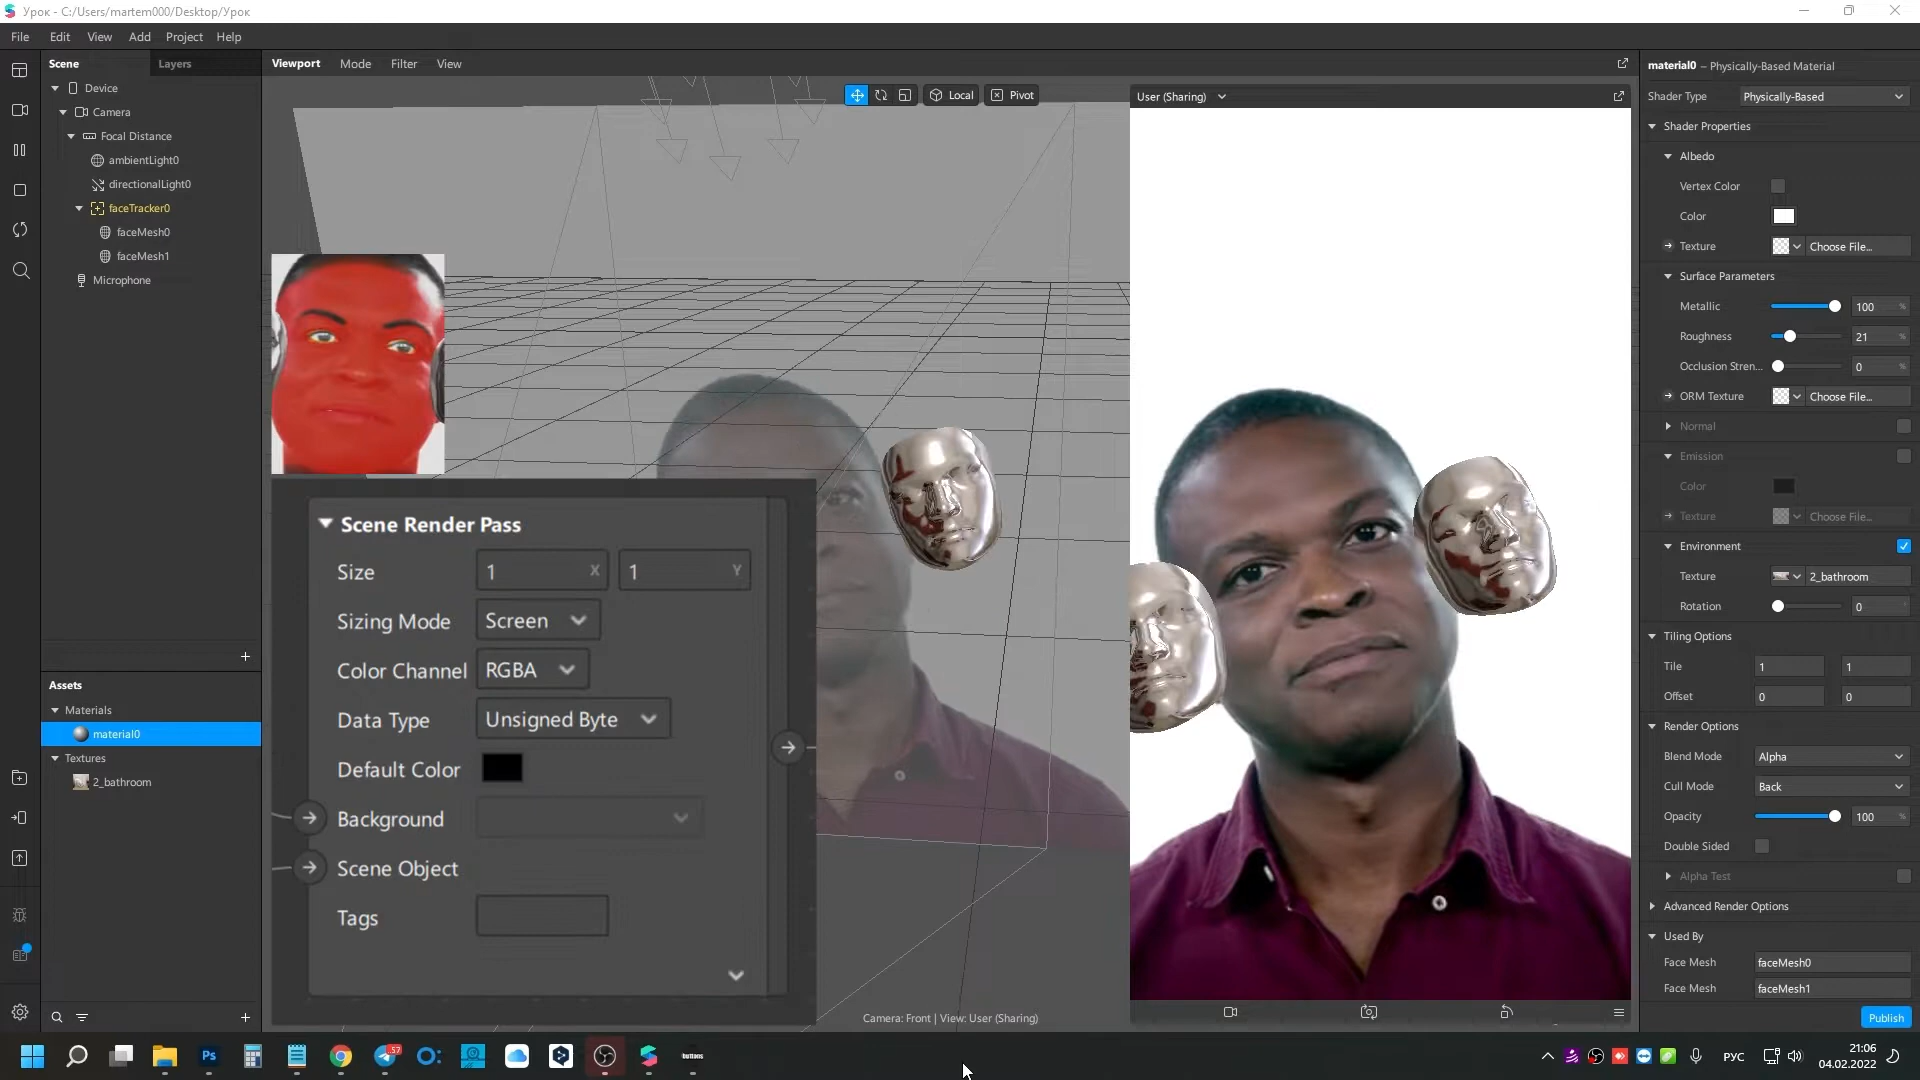 Урок - C:/Users/martem000/Desktop/Урок
File Edit View Add Project Help
Scene
Layers
Device
Camera
Focal Distance
ambientLight0
directionalLight0
faceTracker0
faceMesh0
faceMesh1
Microphone
Assets
Materials
material0
Textures
2_bathroom
Viewport Mode Filter View
Local
Pivot
User (Sharing)
Scene Render Pass
Size 1 X 1 Y
Sizing Mode Screen
Color Channel RGBA
Data Type Unsigned Byte
Default Color
Background
Scene Object
Tags
Camera: Front | View: User (Sharing)
material0 – Physically-Based Material
Shader Type Physically-Based
Shader Properties
Albedo
Vertex Color
Color
Texture Choose File...
Surface Parameters
Metallic 100 %
Roughness 21 %
Occlusion Stren... 0 %
ORM Texture Choose File...
Normal
Emission
Color
Texture Choose File...
Environment
Texture 2_bathroom
Rotation 0 °
Tiling Options
Tile 1 1
Offset 0 0
Render Options
Blend Mode Alpha
Cull Mode Back
Opacity 100 %
Double Sided
Alpha Test
Advanced Render Options
Used By
Face Mesh faceMesh0
Face Mesh faceMesh1
Publish
Ps
57
buttons
РУС
21:06
04.02.2022